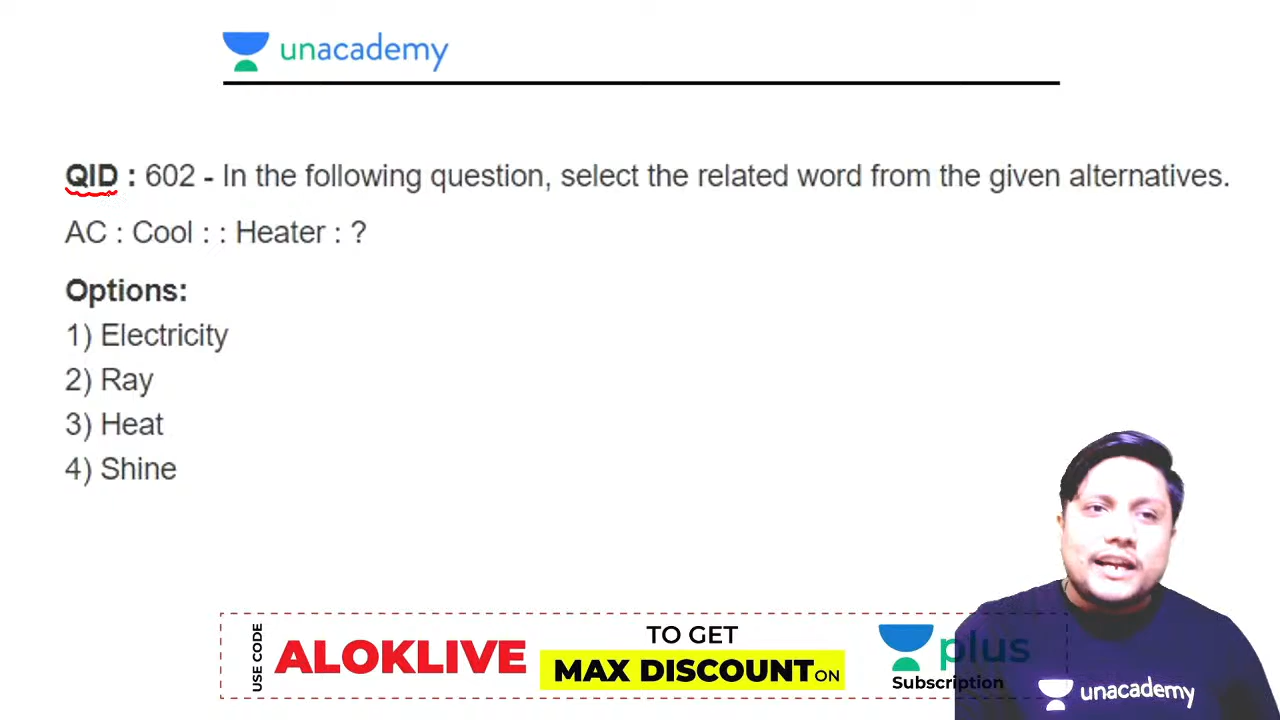 unacademy
QID : 602 - In the following question, select the related word from the given alternatives.
AC : Cool : : Heater : ?
Options:
1) Electricity
2) Ray
3) Heat
4) Shine
USE CODE
ALOKLIVE
TO GET
MAX DISCOUNT ON
plus
Subscription
unacademy